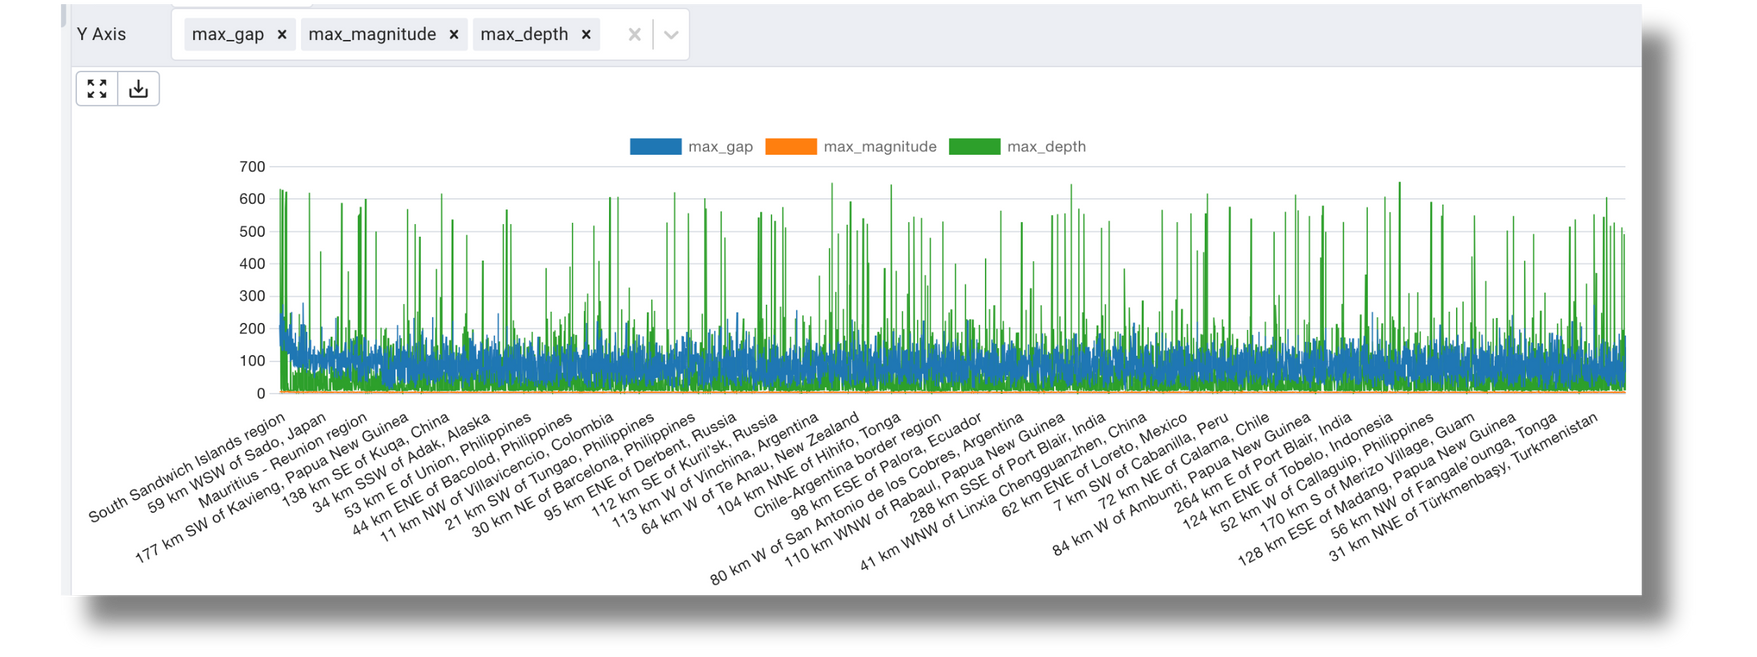 Y Axis max_gap × max_magnitude × max_depth ×
max_gap max_magnitude max_depth
700
600
500
400
300
200
100
0
South Sandwich Islands region
59 km WSW of Sado, Japan
Mauritius - Reunion region
177 km SW of Kavieng, Papua New Guinea
138 km SE of Kuqa, China
34 km SSW of Adak, Alaska
53 km E of Union, Philippines
44 km ENE of Bacolod, Philippines
11 km NW of Villavicencio, Colombia
21 km SW of Tungao, Philippines
30 km NE of Barcelona, Philippines
95 km ENE of Derbent, Russia
112 km SE of Kuril'sk, Russia
113 km W of Vinchina, Argentina
64 km W of Te Anau, New Zealand
104 km NNE of Hihifo, Tonga
Chile-Argentina border region
98 km ESE of Palora, Ecuador
80 km W of San Antonio de los Cobres, Argentina
110 km WNW of Rabaul, Papua New Guinea
288 km SSE of Port Blair, India
41 km WNW of Linxia Chengguanzhen, China
62 km ENE of Loreto, Mexico
7 km SW of Cabanilla, Peru
72 km NE of Calama, Chile
84 km W of Ambunti, Papua New Guinea
264 km E of Port Blair, India
124 km ENE of Tobelo, Indonesia
52 km W of Callaguip, Philippines
170 km S of Merizo Village, Guam
128 km ESE of Madang, Papua New Guinea
56 km NW of Fangale'ounga, Tonga
31 km NNE of Türkmenbaşy, Turkmenistan